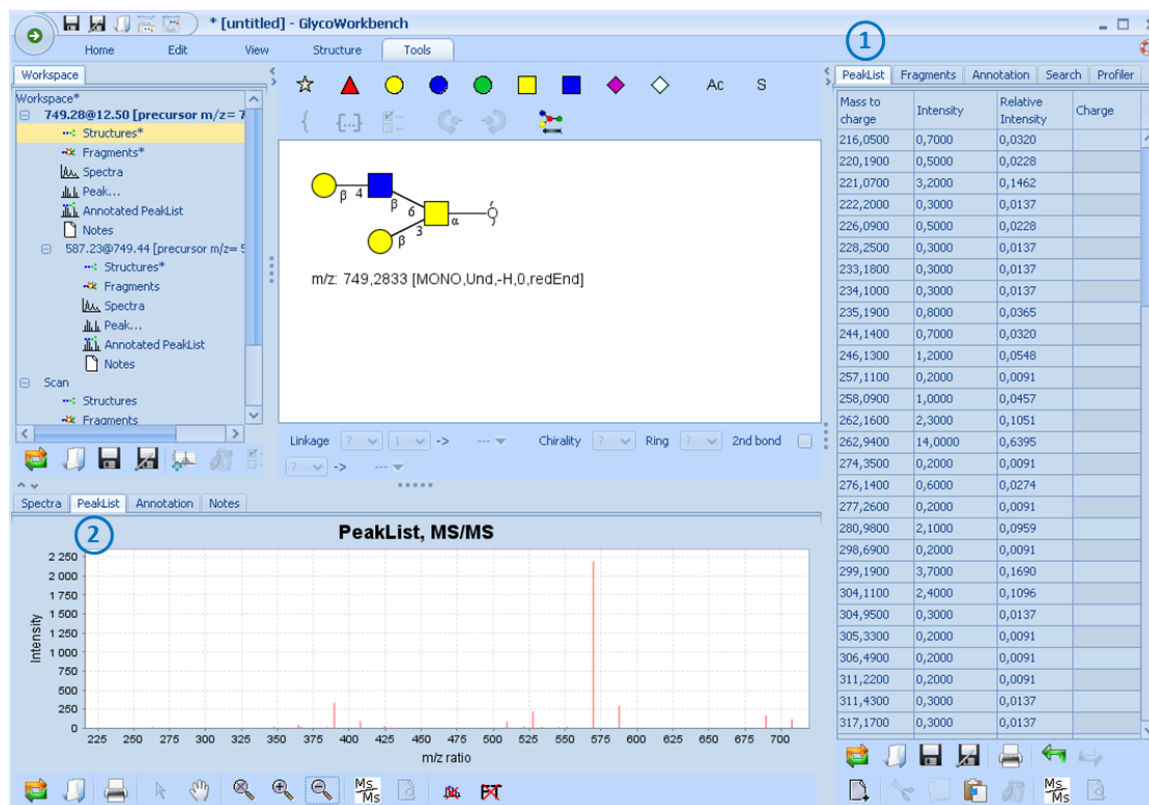 * [untitled] - GlycoWorkbench
Home Edit View Structure Tools
Workspace
Workspace*
749.28@12.50 [precursor m/z= 7
Structures*
Fragments*
Spectra
Peak...
Annotated PeakList
Notes
587.23@749.44 [precursor m/z= 5
Structures*
Fragments
Spectra
Peak...
Annotated PeakList
Notes
Scan
Structures
Fragments
Ac S
β 4 β 6 α
β 3
m/z: 749,2833 [MONO,Und,-H,0,redEnd]
Linkage ? 1 -> --- Chirality ? Ring ? 2nd bond
? -> ---
1
PeakList Fragments Annotation Search Profiler
Mass to charge Intensity Relative Intensity Charge
216,0500 0,7000 0,0320
220,1900 0,5000 0,0228
221,0700 3,2000 0,1462
222,2000 0,3000 0,0137
226,0900 0,5000 0,0228
228,2500 0,3000 0,0137
233,1800 0,3000 0,0137
234,1000 0,3000 0,0137
235,1900 0,8000 0,0365
244,1400 0,7000 0,0320
246,1300 1,2000 0,0548
257,1100 0,2000 0,0091
258,0900 1,0000 0,0457
262,1600 2,3000 0,1051
262,9400 14,0000 0,6395
274,3500 0,2000 0,0091
276,1400 0,6000 0,0274
277,2600 0,2000 0,0091
280,9800 2,1000 0,0959
298,6900 0,2000 0,0091
299,1900 3,7000 0,1690
304,1100 2,4000 0,1096
304,9500 0,3000 0,0137
305,3300 0,2000 0,0091
306,4900 0,2000 0,0091
311,2200 0,2000 0,0091
311,4300 0,3000 0,0137
317,1700 0,3000 0,0137
Ms
Ms
Spectra PeakList Annotation Notes
2
PeakList, MS/MS
Intensity
2 250
2 000
1 750
1 500
1 250
1 000
750
500
250
0
225 250 275 300 325 350 375 400 425 450 475 500 525 550 575 600 625 650 675 700
m/z ratio
Ms
Ms